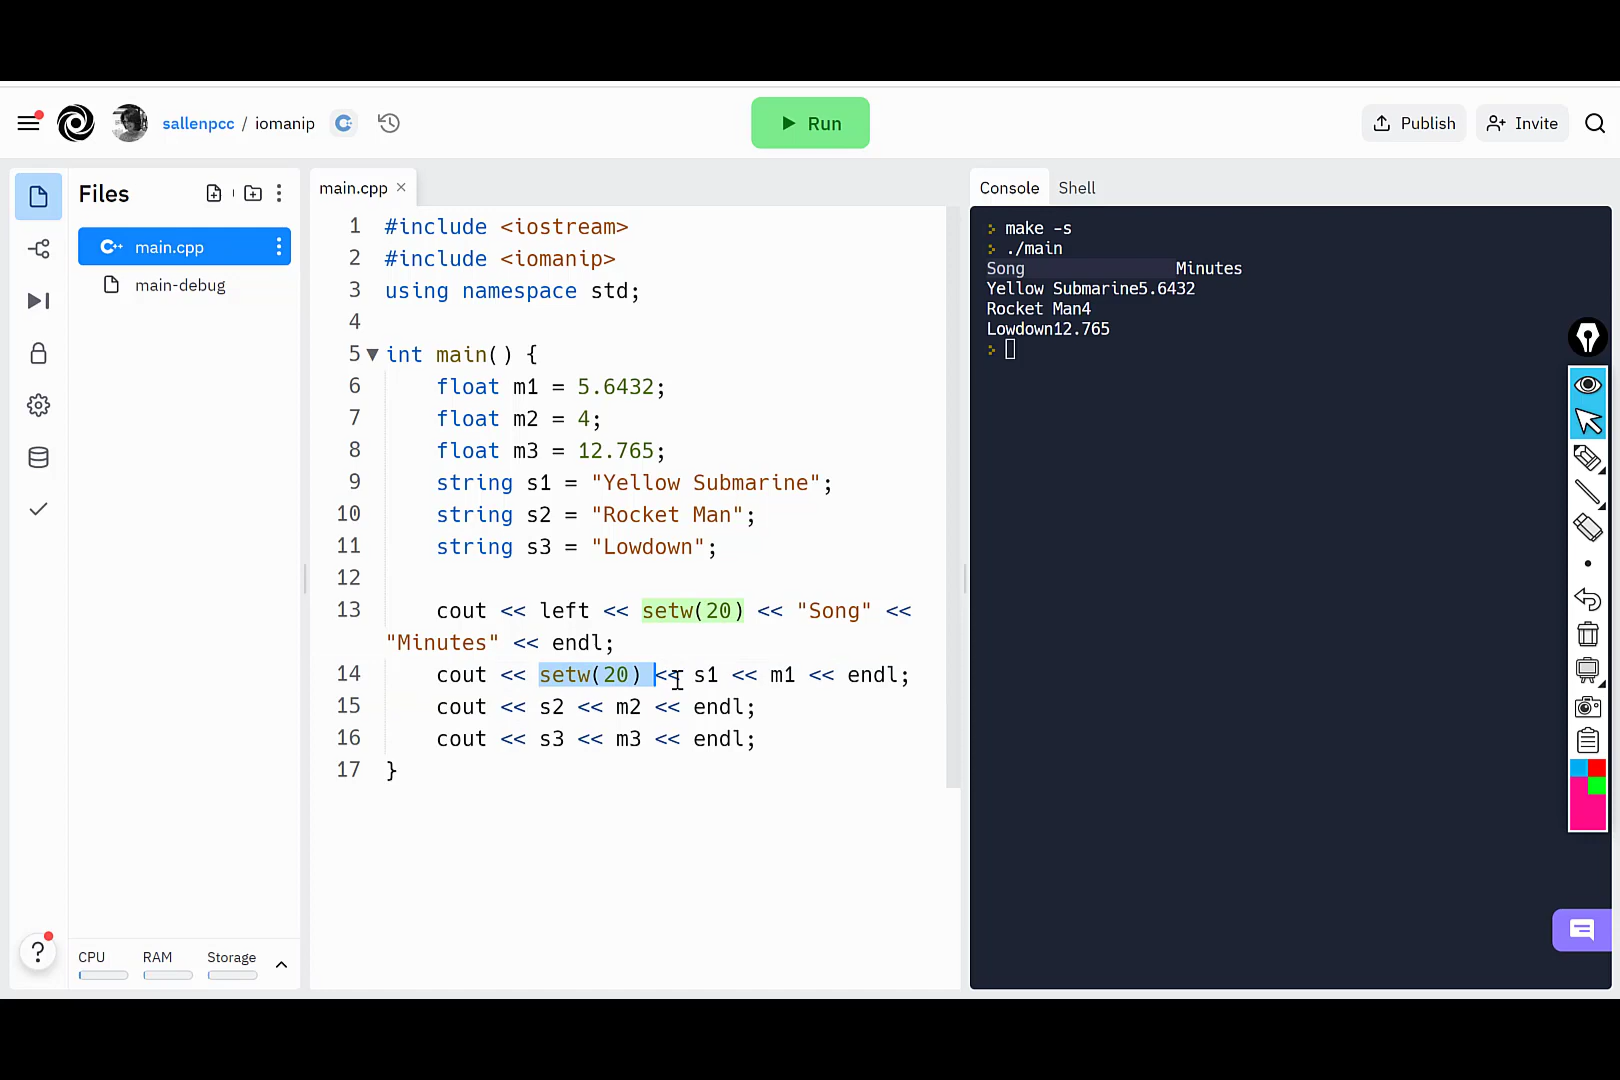 sallenpcc / iomanip
Run
Publish
Invite
Files
main.cpp
main-debug
CPU
RAM
Storage
main.cpp ×
1 #include <iostream>
2 #include <iomanip>
3 using namespace std;
4
5 int main() {
6 float m1 = 5.6432;
7 float m2 = 4;
8 float m3 = 12.765;
9 string s1 = "Yellow Submarine";
10 string s2 = "Rocket Man";
11 string s3 = "Lowdown";
12
13 cout << left << setw(20) << "Song" <<
"Minutes" << endl;
14 cout << setw(20) << s1 << m1 << endl;
15 cout << s2 << m2 << endl;
16 cout << s3 << m3 << endl;
17 }
Console Shell
make -s
./main
Song Minutes
Yellow Submarine5.6432
Rocket Man4
Lowdown12.765